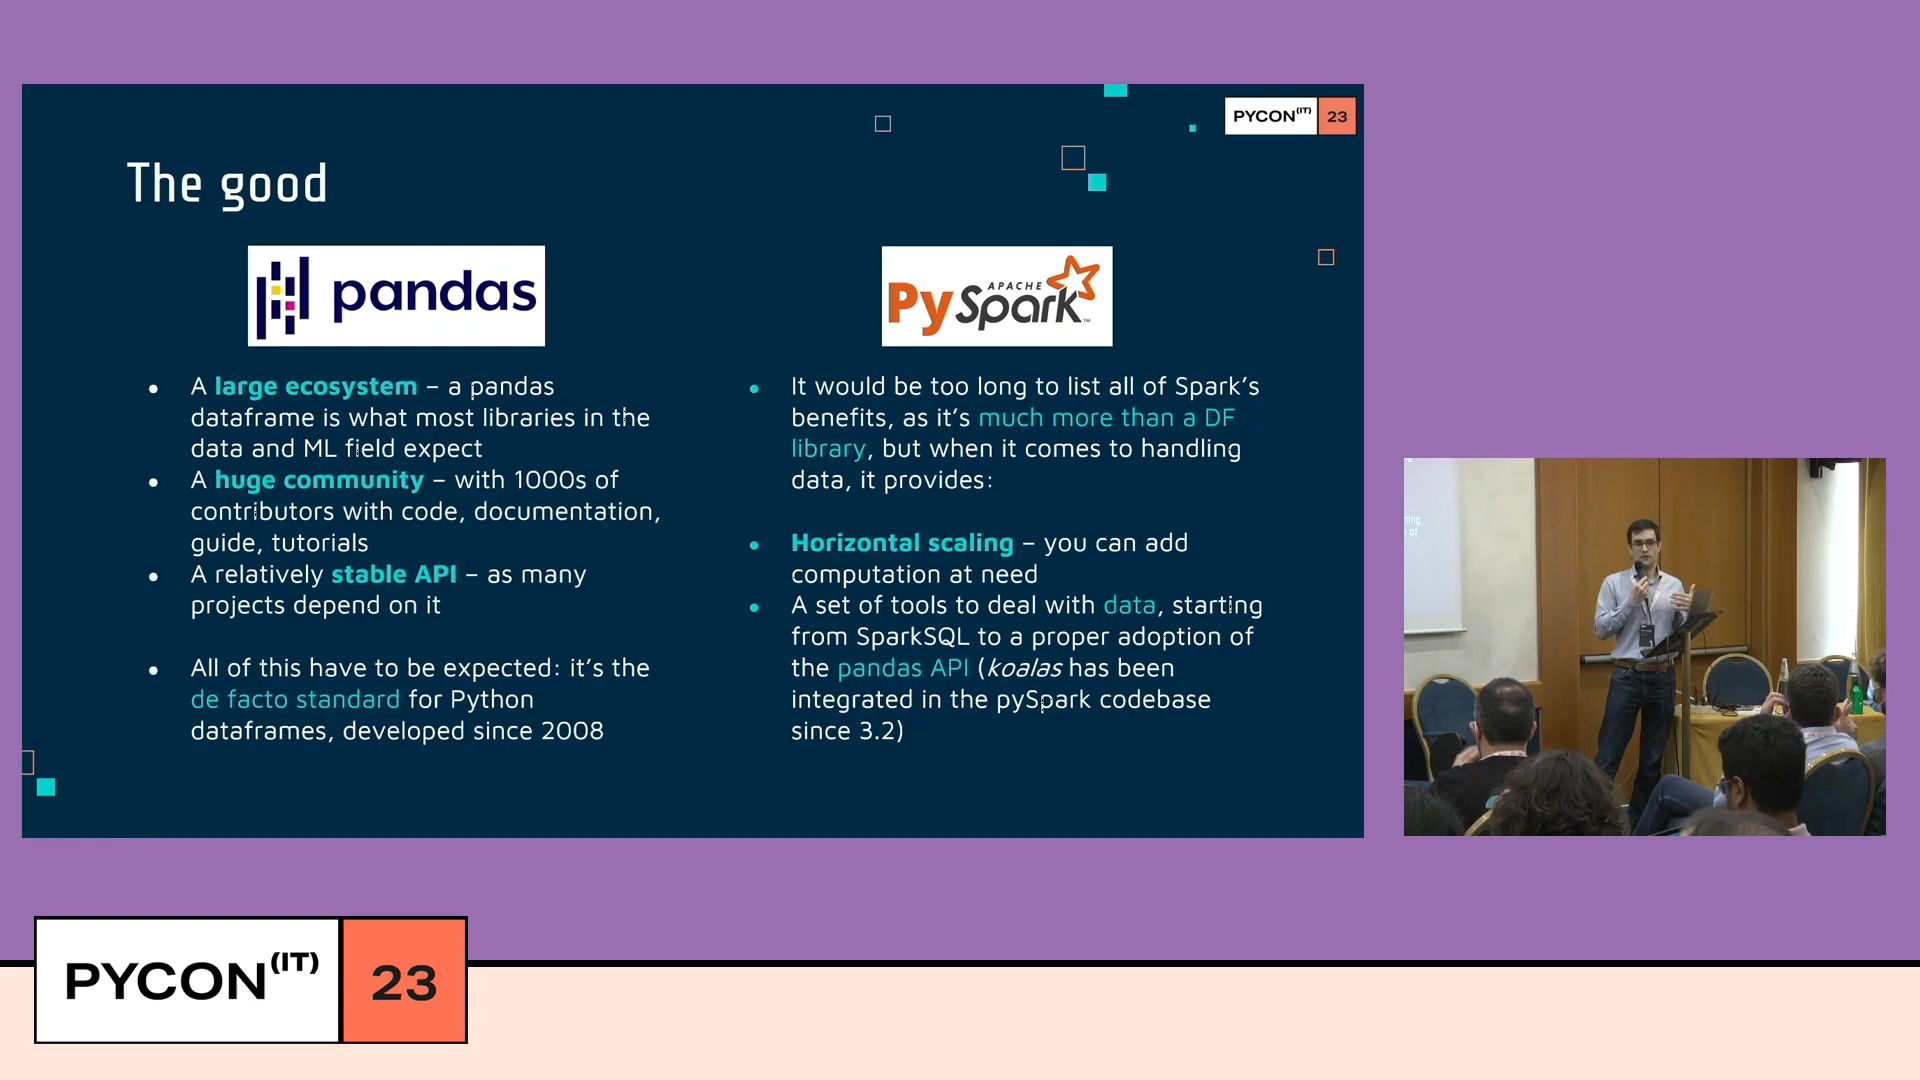 PYCON(IT) 23
The good
pandas
A large ecosystem – a pandas
dataframe is what most libraries in the
data and ML field expect
A huge community – with 1000s of
contributors with code, documentation,
guide, tutorials
A relatively stable API – as many
projects depend on it
All of this have to be expected: it's the
de facto standard for Python
dataframes, developed since 2008
APACHE
PySpark™
It would be too long to list all of Spark's
benefits, as it's much more than a DF
library, but when it comes to handling
data, it provides:
Horizontal scaling – you can add
computation at need
A set of tools to deal with data, starting
from SparkSQL to a proper adoption of
the pandas API (koalas has been
integrated in the pySpark codebase
since 3.2)
ting
of
PYCON(IT) 23